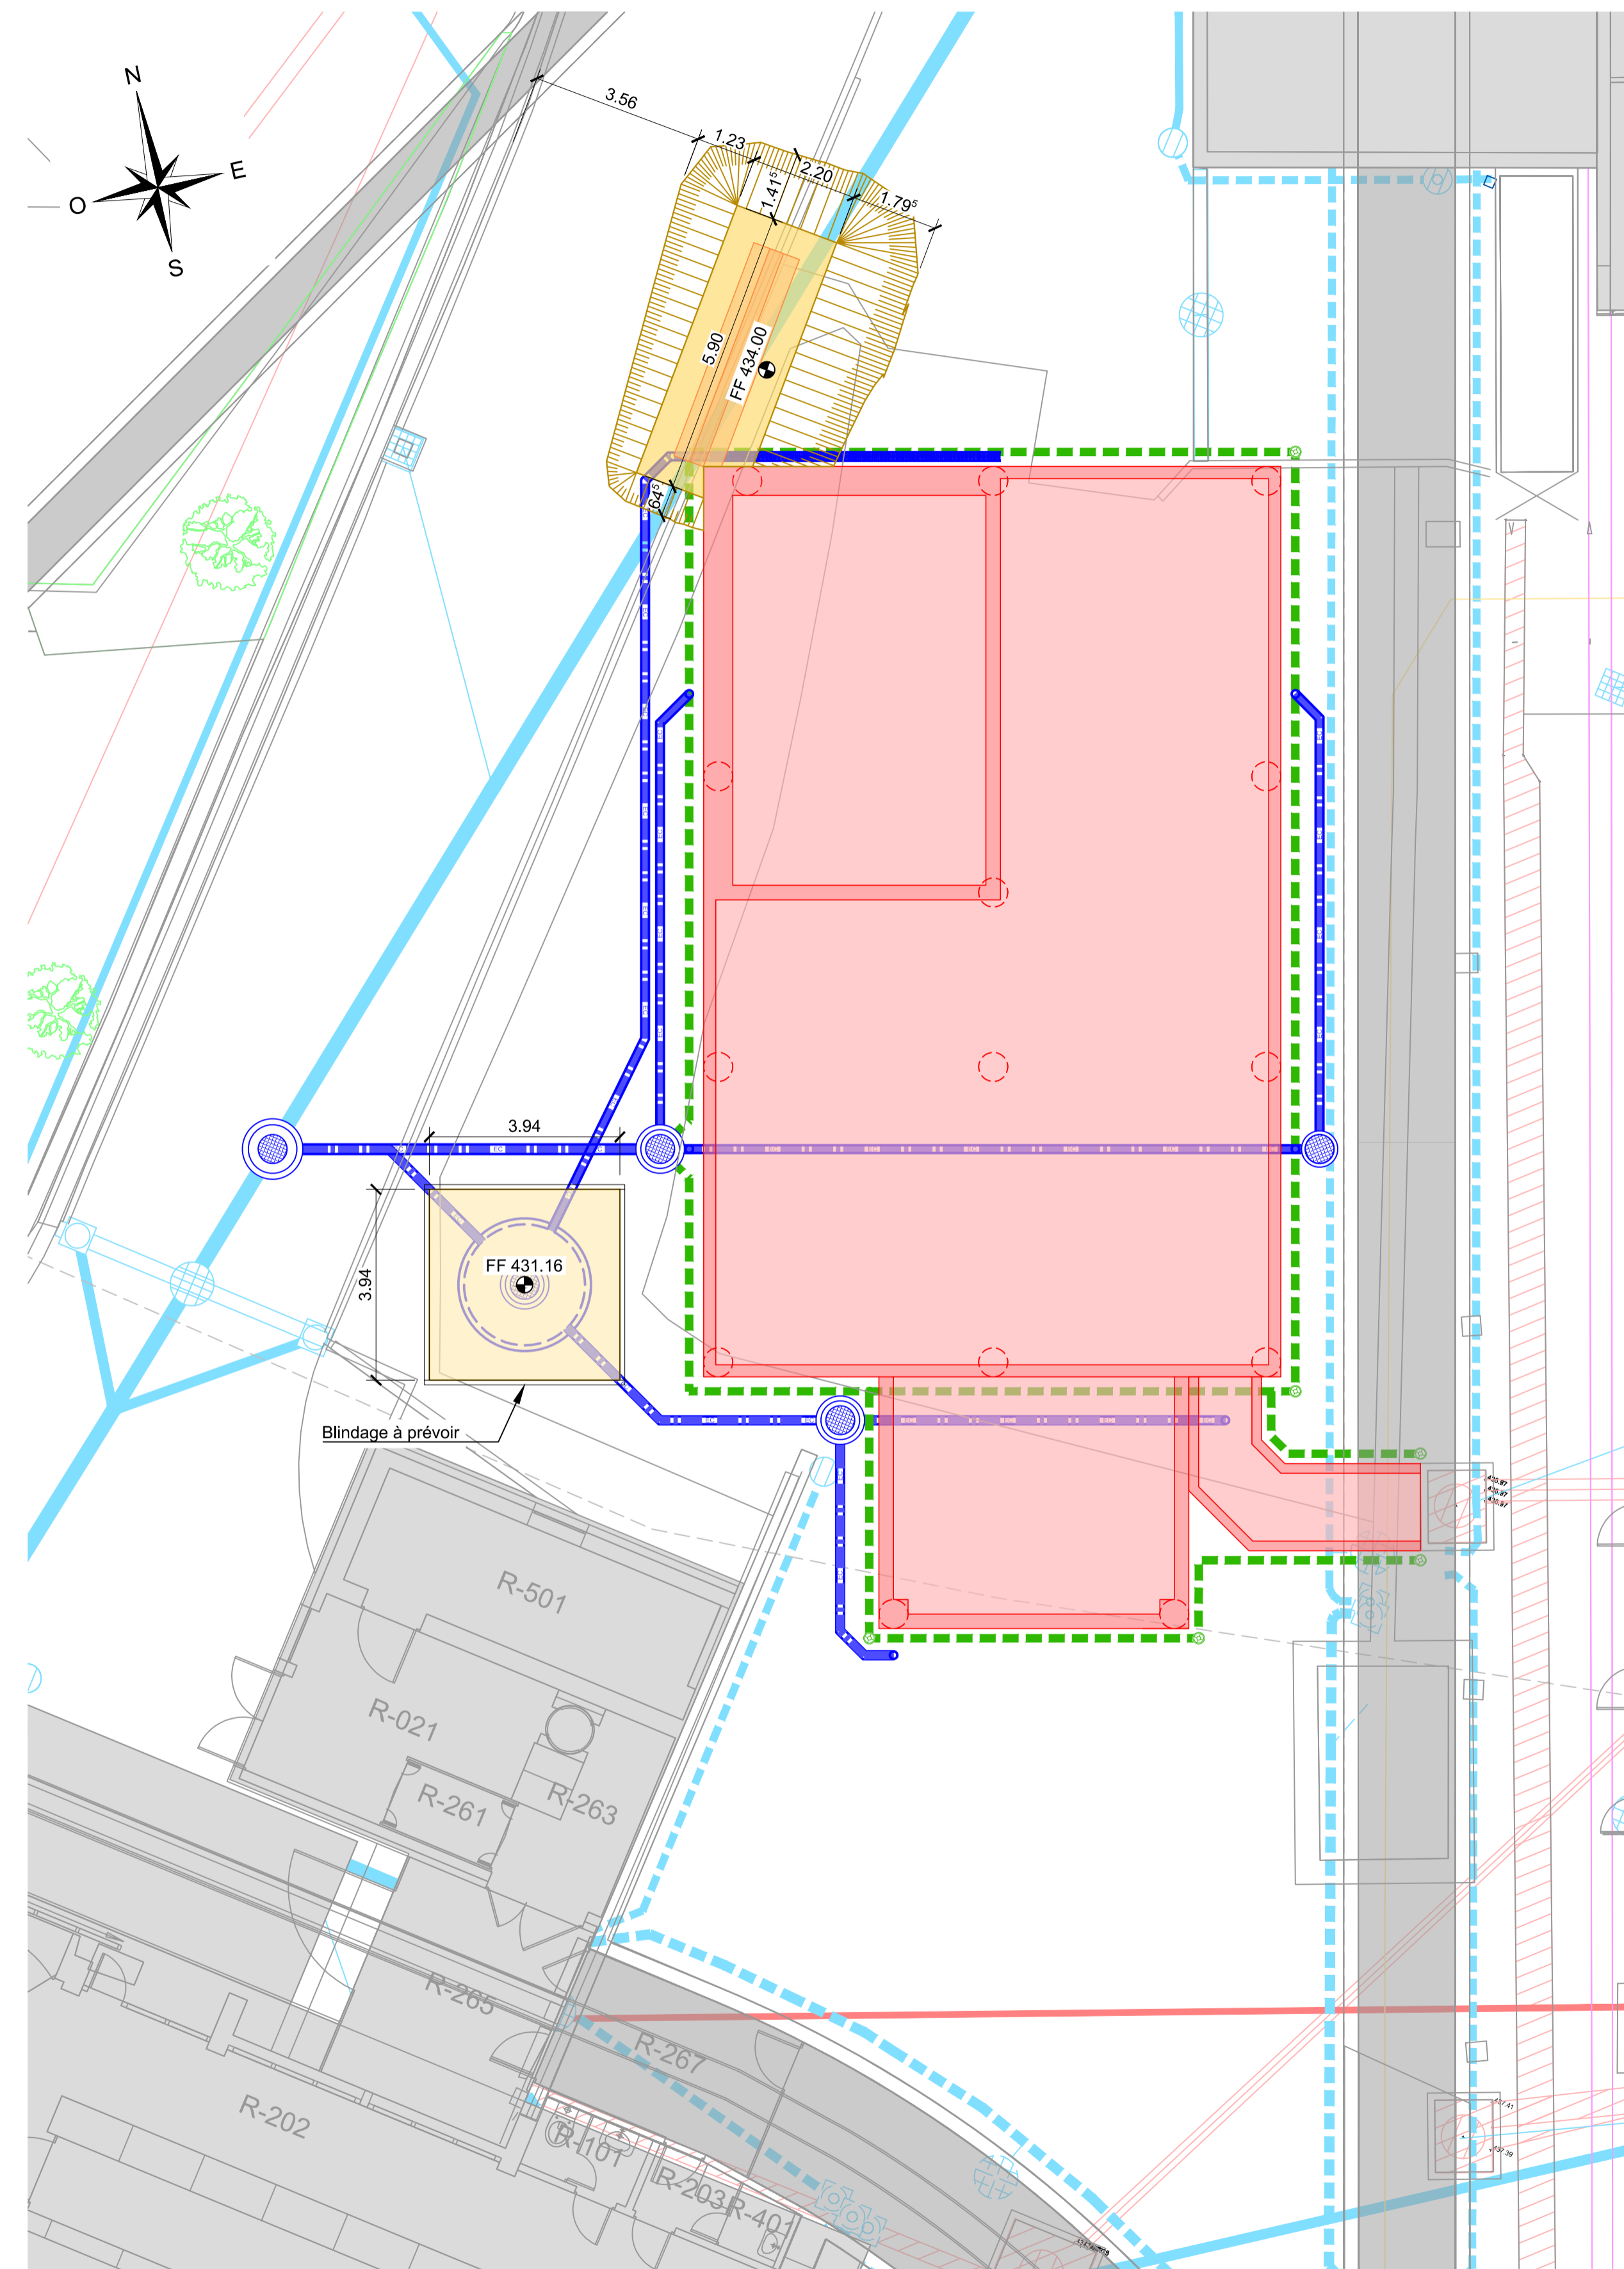 N
E
O
S
3.56
1.23
2.20
1.41⁵
1.79⁵
5.90
FF 434.00
64⁵
3.94
3.94
FF 431.16
Blindage à prévoir
R-501
R-021
R-261
R-263
R-265
R-267
R-202
R-101
R-203
R-401